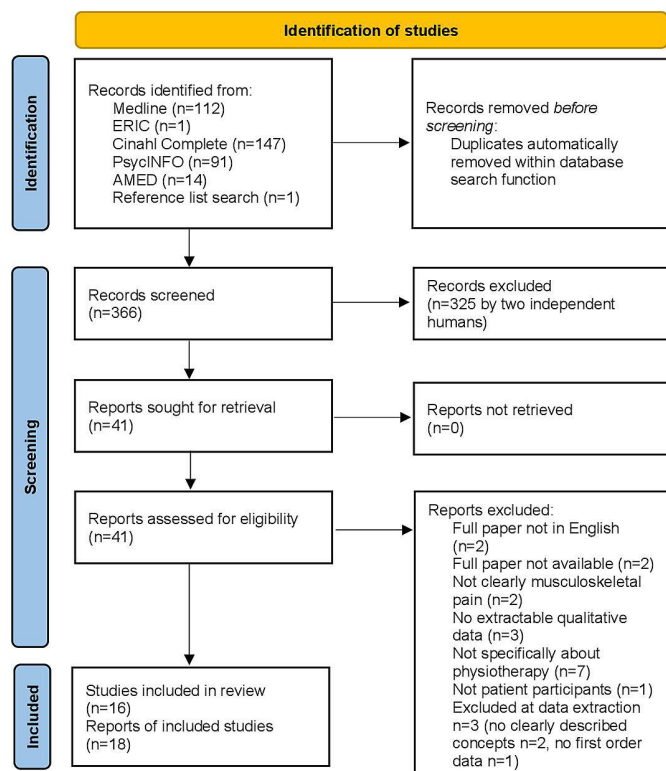 Identification of studies
Identification
Records identified from:
Medline (n=112)
ERIC (n=1)
Cinahl Complete (n=147)
PsycINFO (n=91)
AMED (n=14)
Reference list search (n=1)
Records removed before
screening:
Duplicates automatically
removed within database
search function
Screening
Records screened
(n=366)
Records excluded
(n=325 by two independent
humans)
Reports sought for retrieval
(n=41)
Reports not retrieved
(n=0)
Reports assessed for eligibility
(n=41)
Reports excluded:
Full paper not in English
(n=2)
Full paper not available (n=2)
Not clearly musculoskeletal
pain (n=2)
No extractable qualitative
data (n=3)
Not specifically about
physiotherapy (n=7)
Not patient participants (n=1)
Excluded at data extraction
n=3 (no clearly described
concepts n=2, no first order
data n=1)
Included
Studies included in review
(n=16)
Reports of included studies
(n=18)